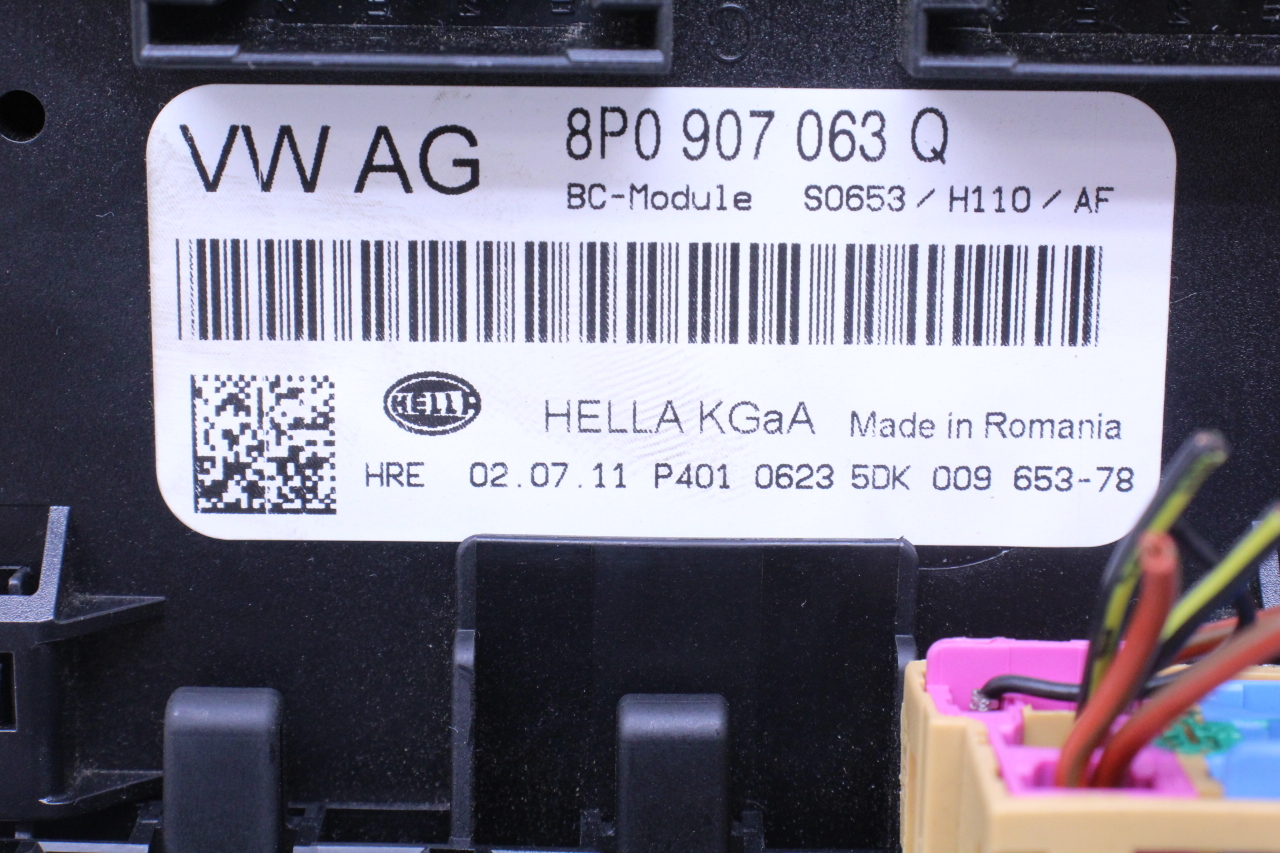 VW AG 8P0 907 063 Q
BC-Module S0653 / H110 / AF
HELLA
HELLA KGaA Made in Romania
HRE 02.07.11 P401 0623 5DK 009 653-78